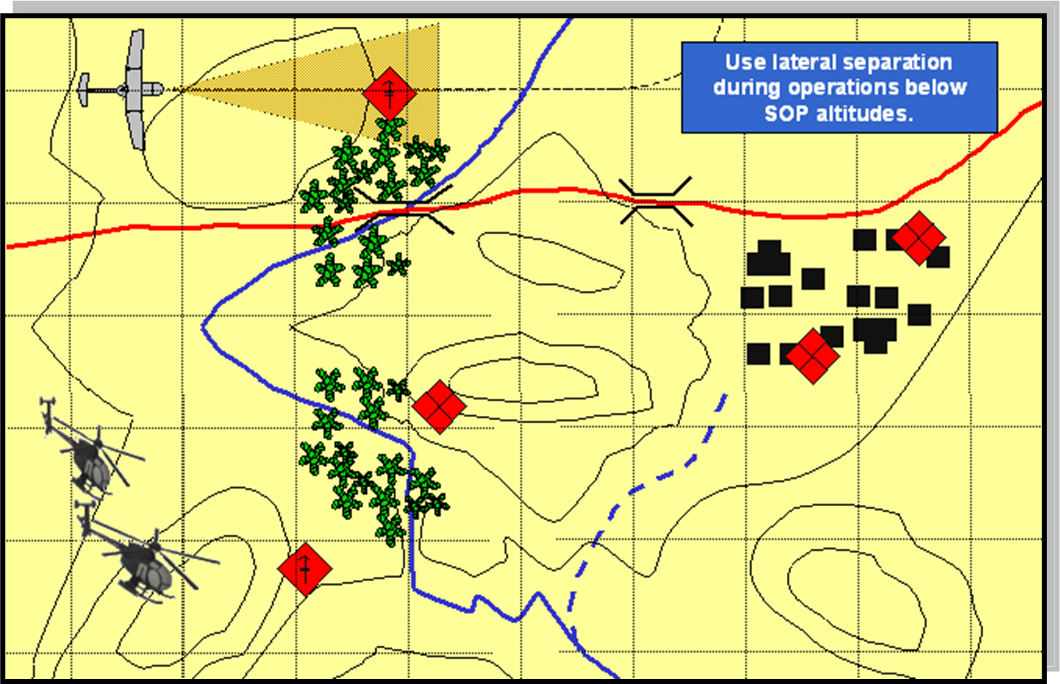 Use lateral separation
during operations below
SOP altitudes.